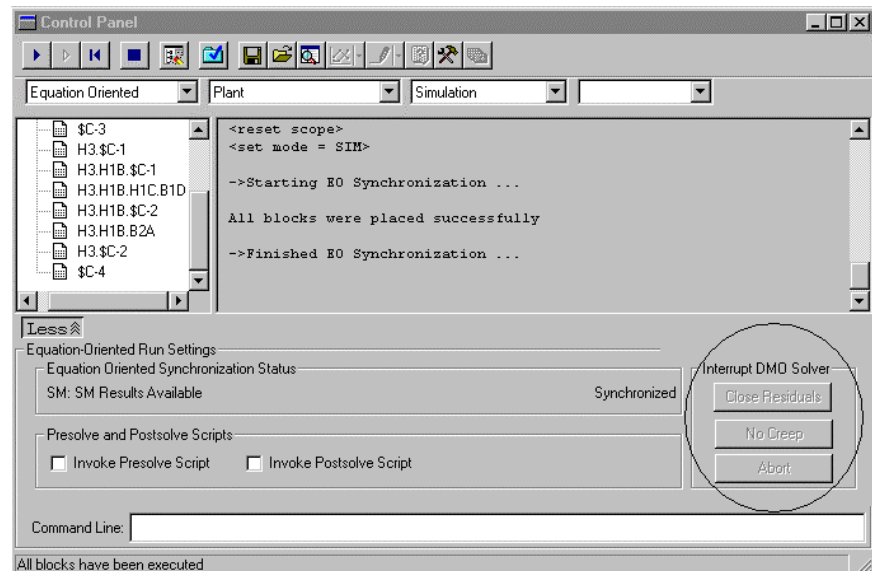 Control Panel
Equation Oriented Plant Simulation
$C-3
H3.$C-1
H3.H1B.$C-1
H3.H1B.H1C.B1D
H3.H1B.$C-2
H3.H1B.B2A
H3.$C-2
$C-4
<reset scope>
<set mode = SIM>
->Starting EO Synchronization ...
All blocks were placed successfully
->Finished EO Synchronization ...
Less
Equation-Oriented Run Settings
Equation Oriented Synchronization Status
SM: SM Results Available Synchronized
Presolve and Postsolve Scripts
Invoke Presolve Script Invoke Postsolve Script
Interrupt DMO Solver
Close Residuals
No Creep
Abort
Command Line:
All blocks have been executed